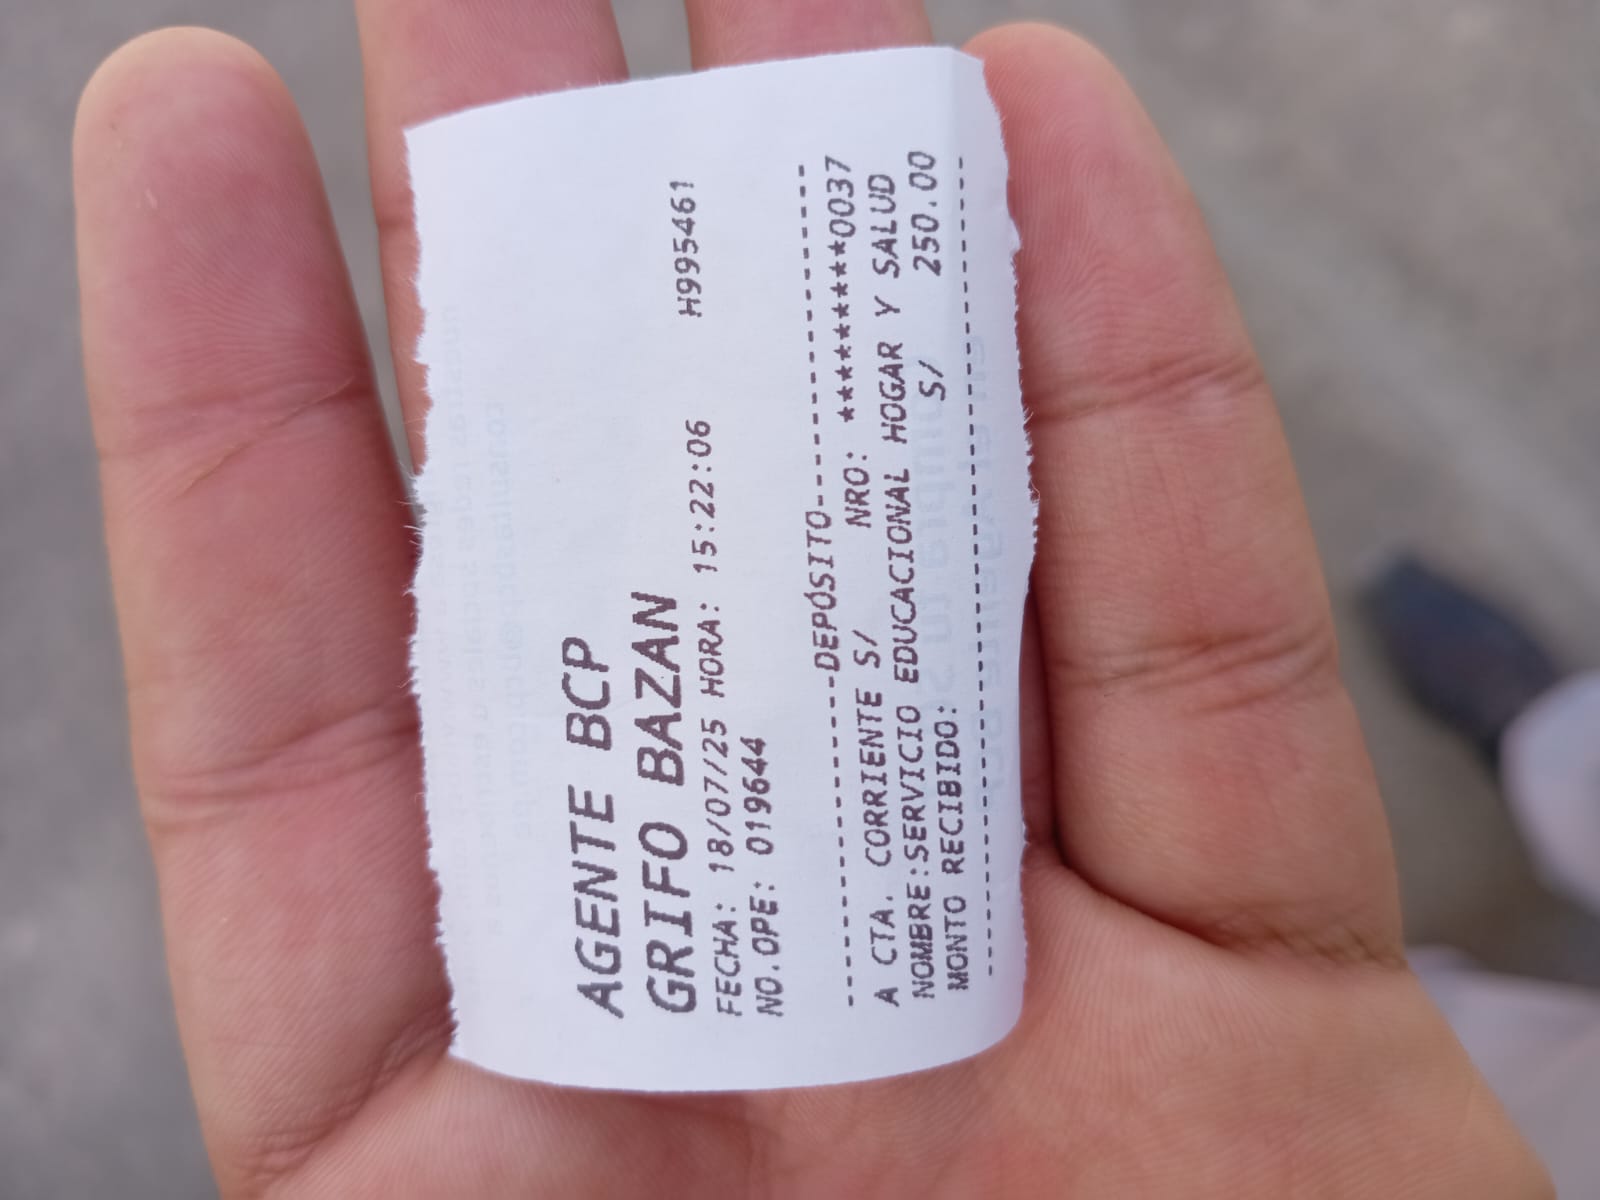 AGENTE BCP
GRIFO BAZAN
FECHA: 18/07/25 HORA: 15:22:06 H995461
NO.OPE: 019644
--------------------DEPÓSITO--------------------
A CTA. CORRIENTE S/ NRO: *********0037
NOMBRE:SERVICIO EDUCACIONAL HOGAR Y SALUD
MONTO RECIBIDO: S/ 250.00
------------------------------------------------